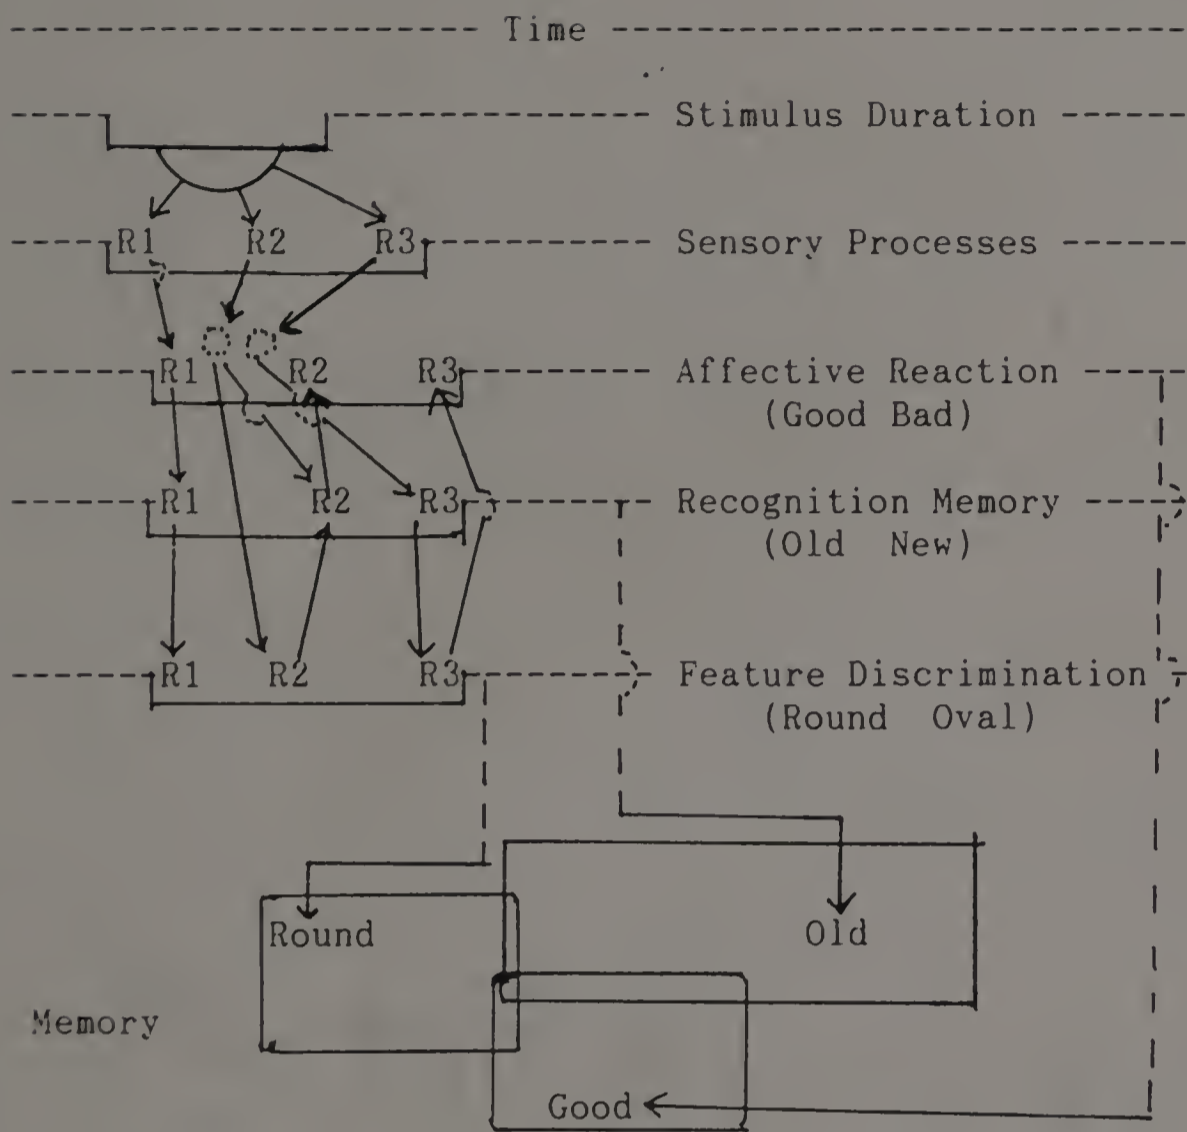 Time
Stimulus Duration
R1 R2 R3 Sensory Processes
R1 R2 R3 Affective Reaction
(Good Bad)
R1 R2 R3 Recognition Memory
(Old New)
R1 R2 R3 Feature Discrimination
(Round Oval)
Round Old
Memory
Good